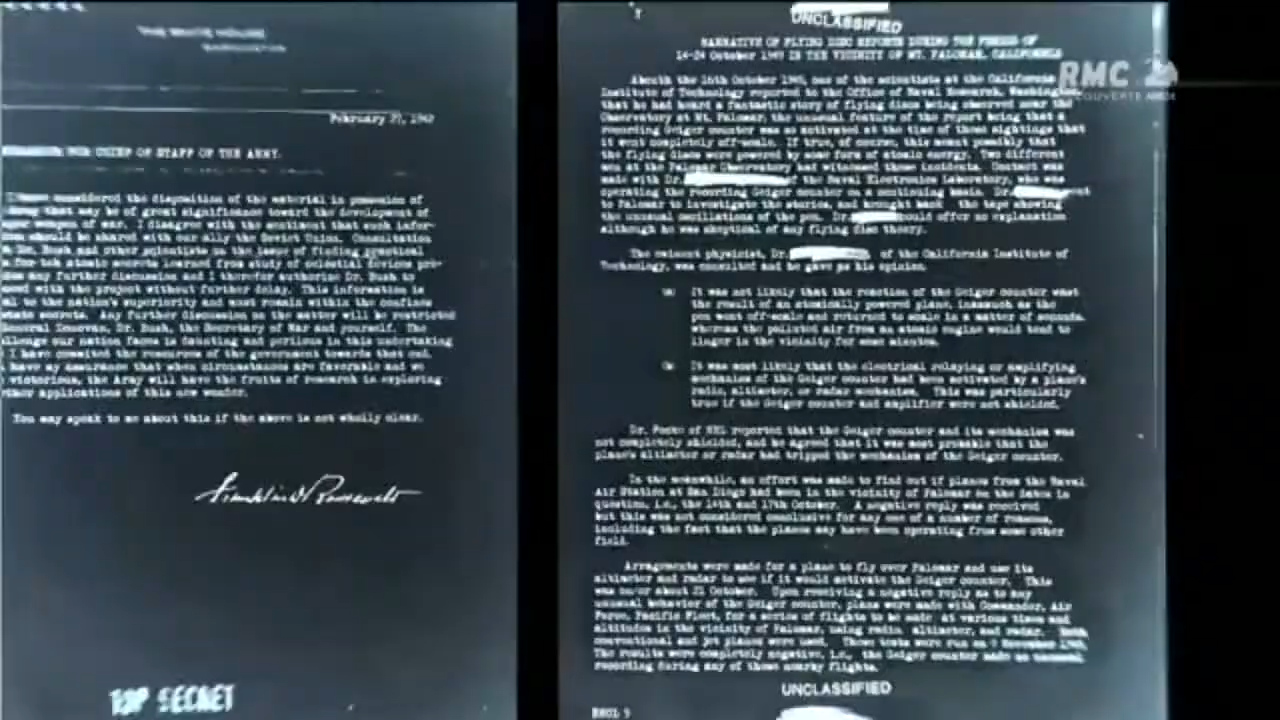 THE WHITE HOUSE
WASHINGTON
February 27, 1942
CHIEF OF STAFF OF THE ARMY.
considered the disposition of the material in possession of
that may be of great significance toward the development of
weapon of war. I disagree with the sentiment that such infor-
should be shared with our ally the Soviet Union. Consultation
Dr. Bush and other scientists on the issue of finding practical
atomic secrets learned from study of celestial devices pre-
any further discussion and I therefor authorize Dr. Bush to
with the project without further delay. This information is
to the nation's superiority and must remain within the confines
state secrets. Any further discussion on the matter will be restricted
General Donovan, Dr. Bush, the Secretary of War and yourself. The
challenge our nation faces is daunting and perilous in this undertaking
I have committed the resources of the government towards that end.
have my assurance that when circumstances are favorable and we
victorious, the Army will have the fruits of research in exploring
other applications of this new wonder.
You may speak to me about this if the above is not wholly clear.
Franklin D Roosevelt
TOP SECRET
UNCLASSIFIED
NARRATIVE OF FLYING DISC REPORTS DURING THE PERIOD OF
14-24 October 1949 IN THE VICINITY OF MT. PALOMAR, CALIFORNIA
RMC
DECOUVERTE
the 16th October 1949, one of the scientists at the California
Institute of Technology reported to the Office of Naval Research,
that he had heard a fantastic story of flying discs being observed near the
Observatory at Mt. Palomar, the unusual feature of the report being that a
recording Geiger counter was so activated at the time of these sightings that
it went completely off-scale. If true, of course, this meant possibly that
the flying discs were powered by some form of atomic energy. Two different
men at the Palomar Observatory had witnessed these incidents. Contact was
made with Dr. of the Naval Electronics Laboratory, who was
operating the recording Geiger counter on a continuing basis. Dr.
to Palomar to investigate the stories, and brought back the tape showing
the unusual oscillations of the pen. Dr. could offer no explanation
although he was skeptical of any flying disc theory.
The eminent physicist, Dr. of the California Institute of
Technology, was consulted and he gave as his opinion.
It was not likely that the reaction of the Geiger counter was
the result of an atomically powered plane, inasmuch as the
pen went off-scale and returned to scale in a matter of seconds,
whereas the polluted air from an atomic engine would tend to
linger in the vicinity for some minutes.
It was most likely that the electrical relaying or amplifying
mechanism of the Geiger counter had been activated by a plane's
radio, altimeter, or radar mechanism. This was particularly
true if the Geiger counter and amplifier were not shielded.
Dr. of NEL reported that the Geiger counter and its mechanism was
not completely shielded, and he agreed that it was most probable that the
plane's altimeter or radar had tripped the mechanism of the Geiger counter.
In the meanwhile, an effort was made to find out if planes from the Naval
Air Station at San Diego had been in the vicinity of Palomar on the dates in
question, i.e., the 14th and 17th October. A negative reply was received
but this was not considered conclusive for any one of a number of reasons,
including the fact that the planes may have been operating from some other
field.
Arrangements were made for a plane to fly over Palomar and use its
altimeter and radar to see if it would activate the Geiger counter. This
was on/or about 21 October. Upon receiving a negative reply as to any
unusual behavior of the Geiger counter, plans were made with Commander, Air
Force, Pacific Fleet, for a series of flights to be made at various times and
altitudes in the vicinity of Palomar, using radio, altimeter, and radar. Both
conventional and jet planes were used. These tests were run on November 1949.
The results were completely negative, i.e., the Geiger counter made no unusual
recording during any of these nearby flights.
UNCLASSIFIED